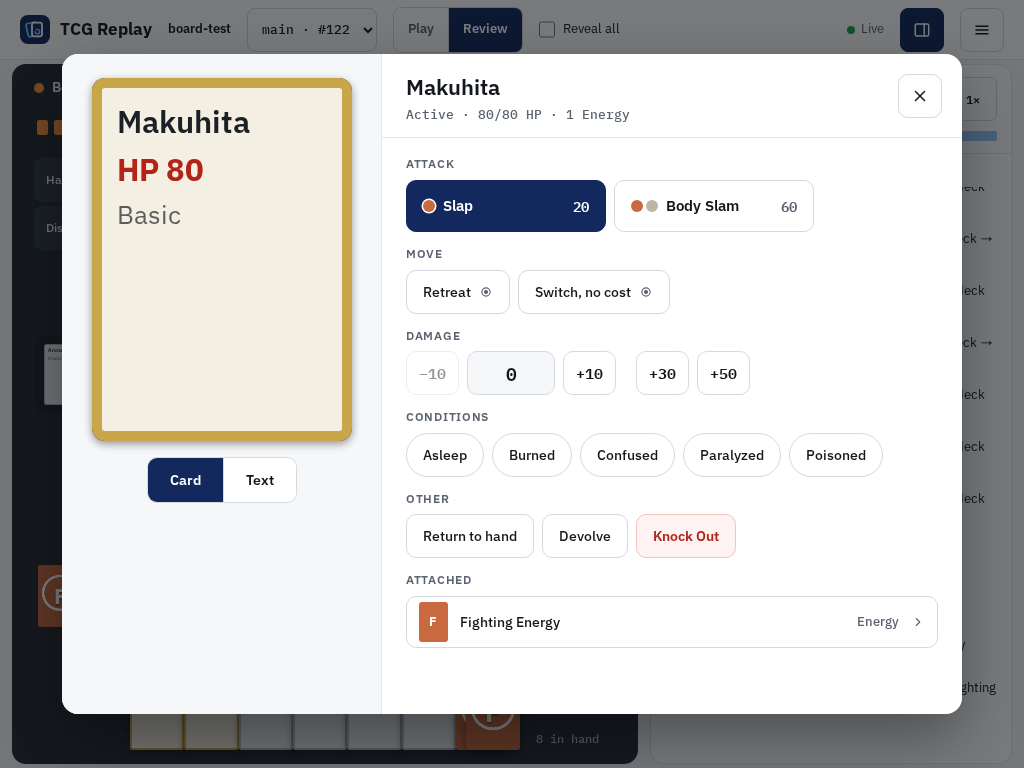 TCG Replay board-test main · #122 Play Review Reveal all Live
1×
Makuhita
HP 80
Basic
Card Text
Makuhita
Active · 80/80 HP · 1 Energy
ATTACK
Slap 20 Body Slam 60
MOVE
Retreat Switch, no cost
DAMAGE
−10 0 +10 +30 +50
CONDITIONS
Asleep Burned Confused Paralyzed Poisoned
OTHER
Return to hand Devolve Knock Out
ATTACHED
F Fighting Energy Energy
8 in hand